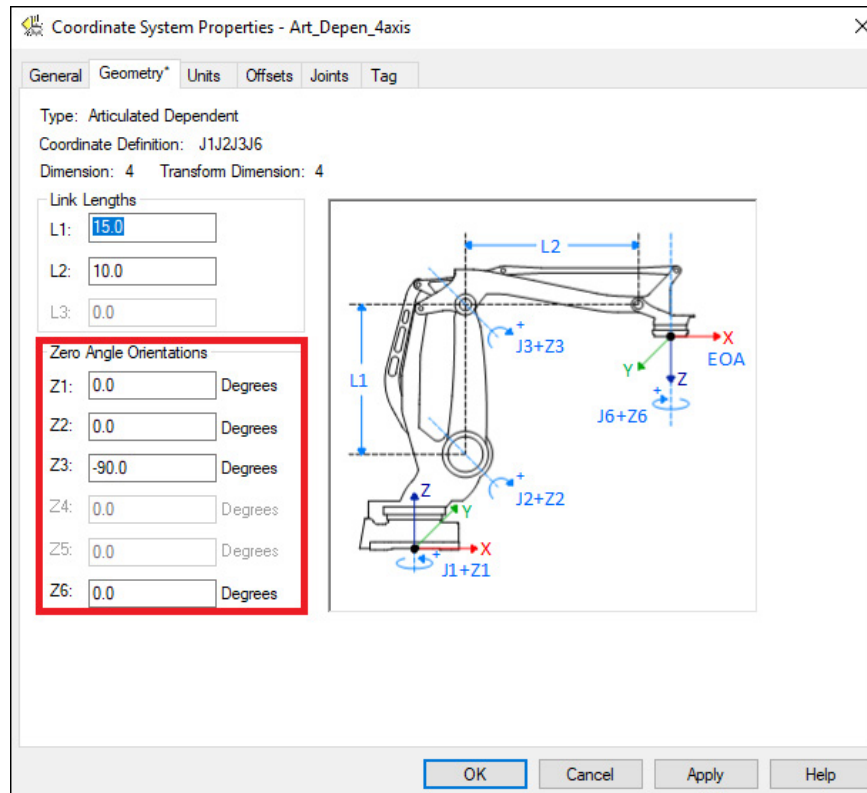 Coordinate System Properties - Art_Depen_4axis
General Geometry* Units Offsets Joints Tag
Type: Articulated Dependent
Coordinate Definition: J1J2J3J6
Dimension: 4 Transform Dimension: 4
Link Lengths
L1: 15.0
L2: 10.0
L3: 0.0
Zero Angle Orientations
Z1: 0.0 Degrees
Z2: 0.0 Degrees
Z3: -90.0 Degrees
Z4: 0.0 Degrees
Z5: 0.0 Degrees
Z6: 0.0 Degrees
L2
+
J3+Z3
X
EOA
Y
Z
L1
+
J6+Z6
+
J2+Z2
Z
Y
X
+
J1+Z1
OK Cancel Apply Help